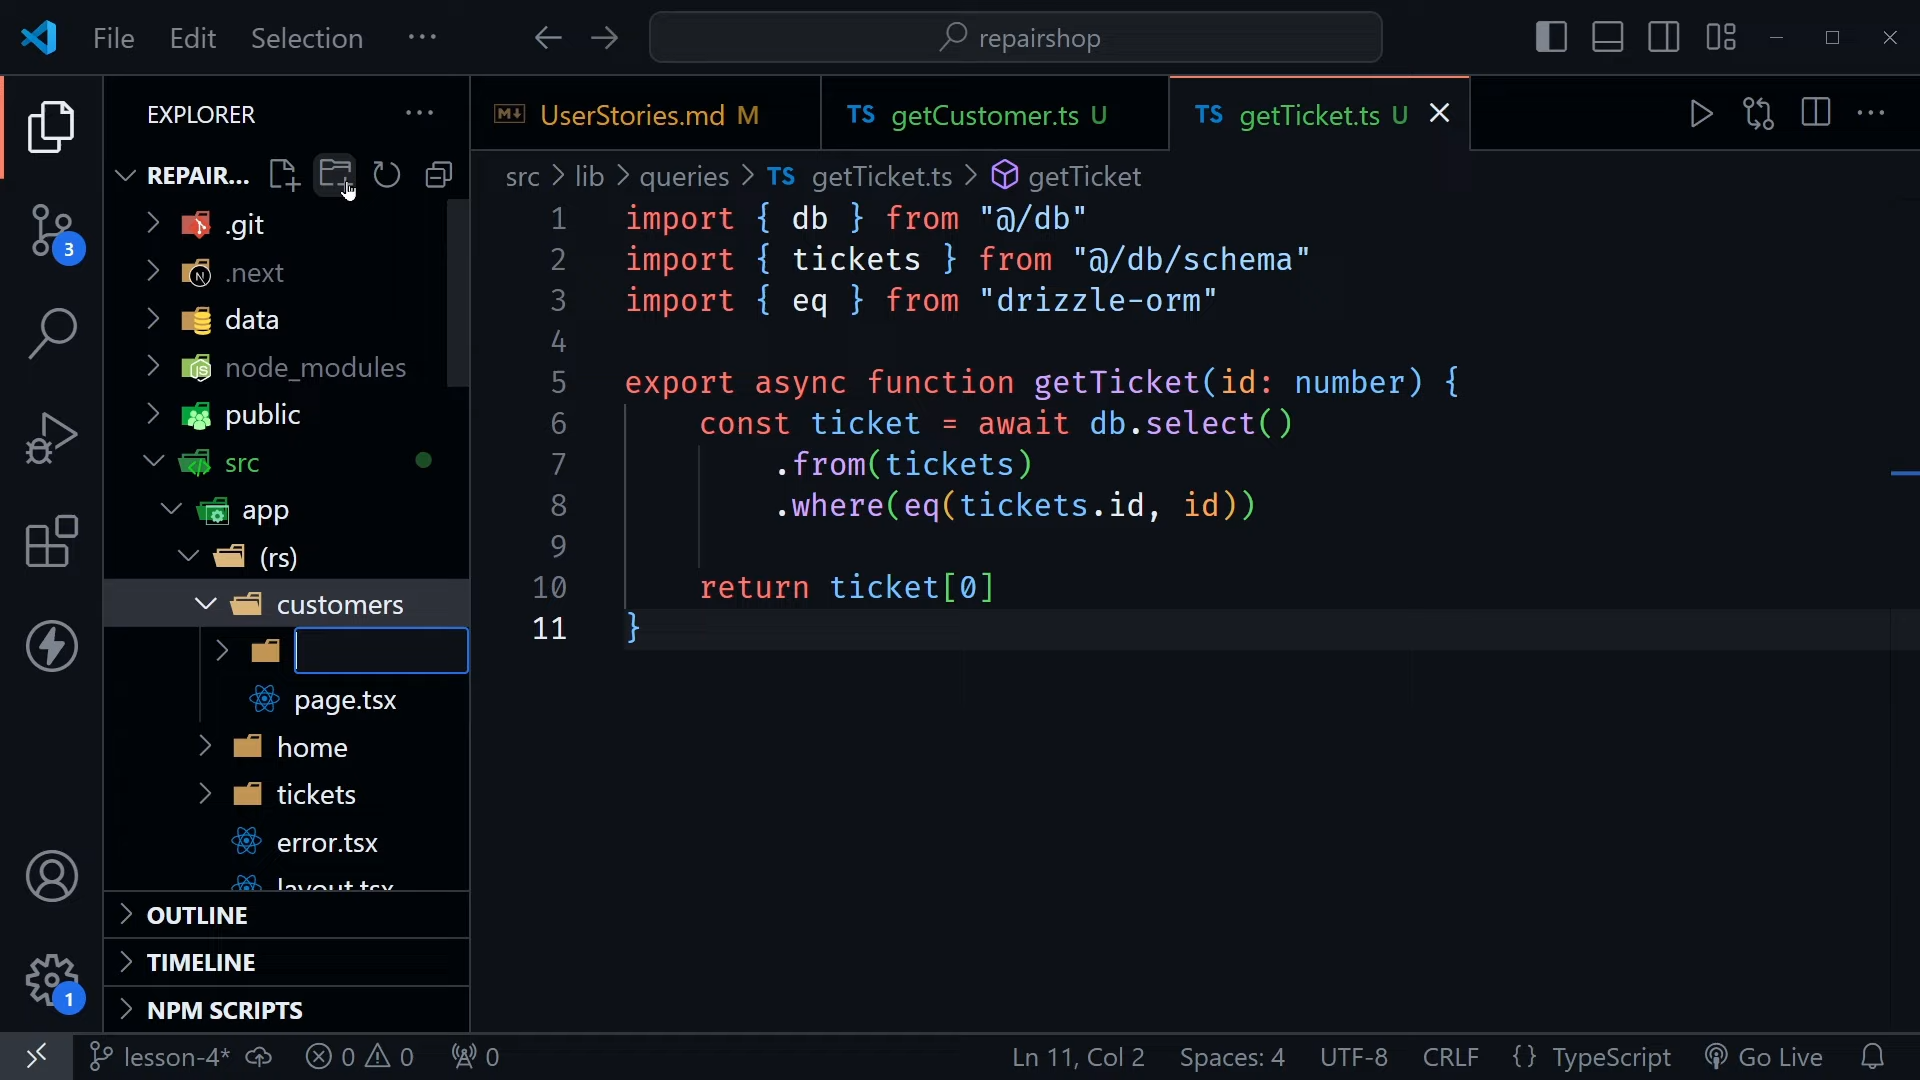 File Edit Selection ···
repairshop
EXPLORER ···
REPAIR...
.git
.next
data
node_modules
public
src
app
(rs)
customers
page.tsx
home
tickets
error.tsx
layout.tsx
OUTLINE
TIMELINE
NPM SCRIPTS
3
1
UserStories.md M
TS getCustomer.ts U
TS getTicket.ts U
src > lib > queries > TS getTicket.ts > getTicket
1 import { db } from "@/db"
2 import { tickets } from "@/db/schema"
3 import { eq } from "drizzle-orm"
4
5 export async function getTicket(id: number) {
6 const ticket = await db.select()
7 .from(tickets)
8 .where(eq(tickets.id, id))
9
10 return ticket[0]
11 }
lesson-4* 0 0 0 Ln 11, Col 2 Spaces: 4 UTF-8 CRLF {} TypeScript Go Live